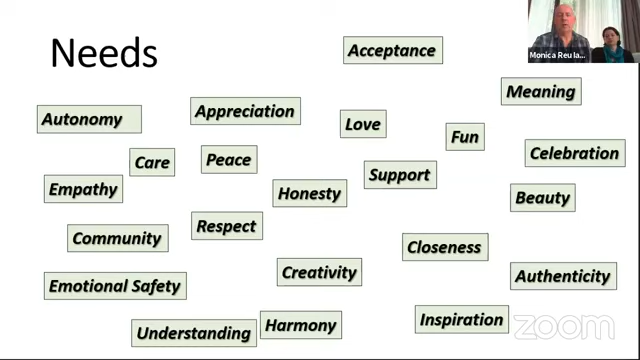 Needs
Acceptance
Monica Reu la...
Meaning
Autonomy
Appreciation
Love
Fun
Celebration
Care
Peace
Support
Empathy
Honesty
Beauty
Respect
Community
Closeness
Creativity
Authenticity
Emotional Safety
Understanding
Harmony
Inspiration
zoom